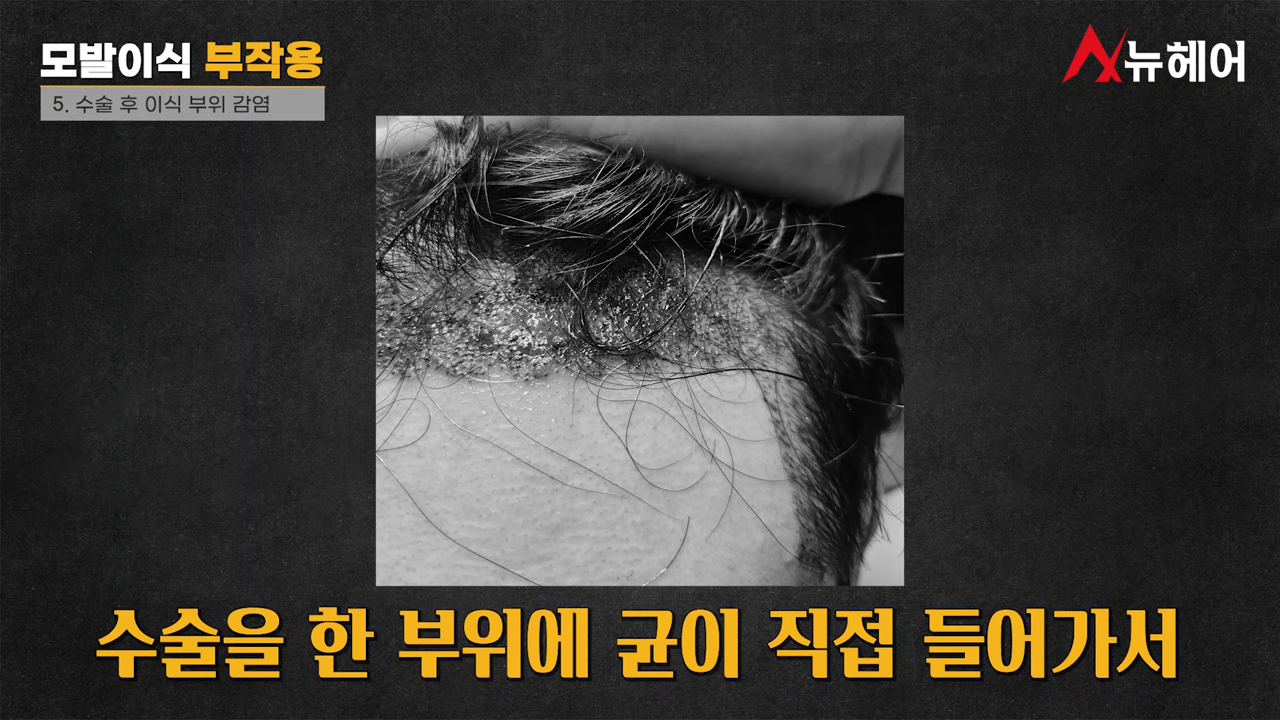 모발이식 부작용
5. 수술 후 이식 부위 감염
뉴헤어
수술을 한 부위에 균이 직접 들어가서